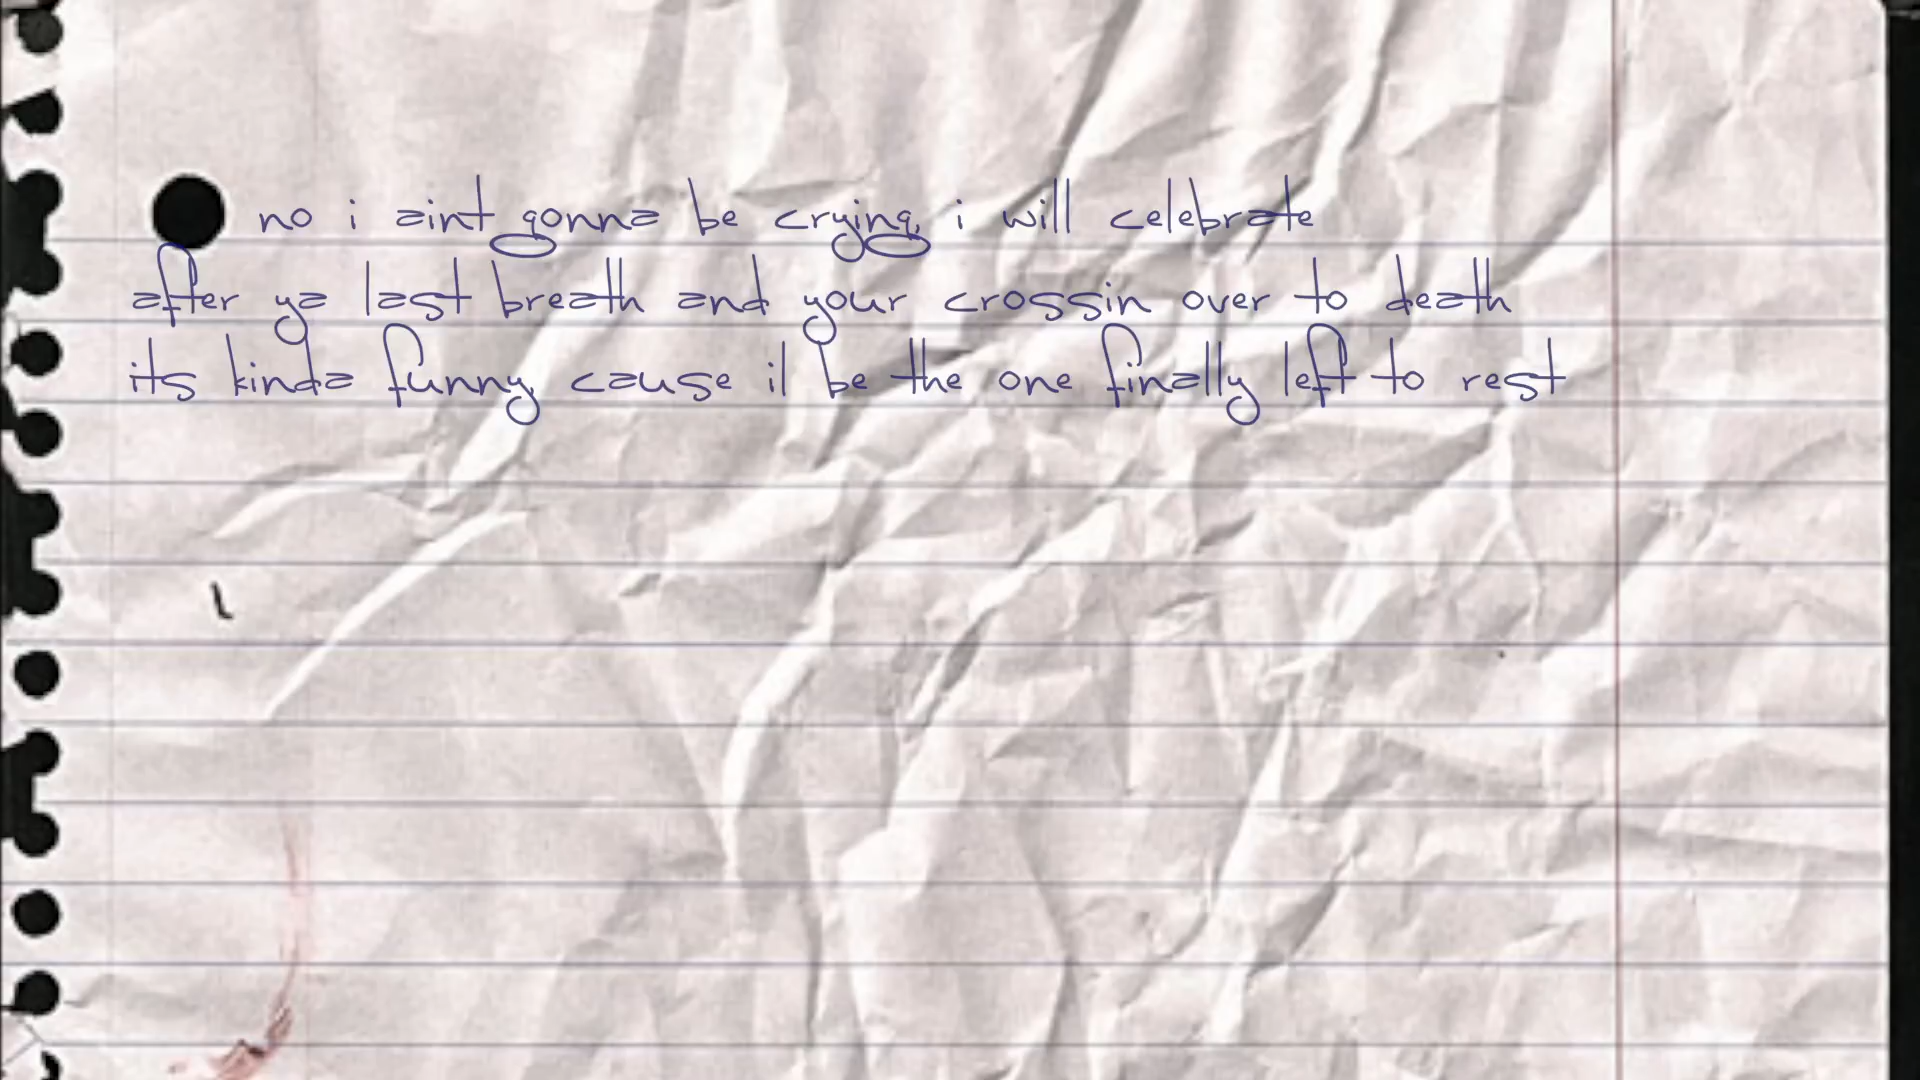 no i aint gonna be crying, i will celebrate
after ya last breath and your crossin over to death
its kinda funny, cause il be the one finally left to rest